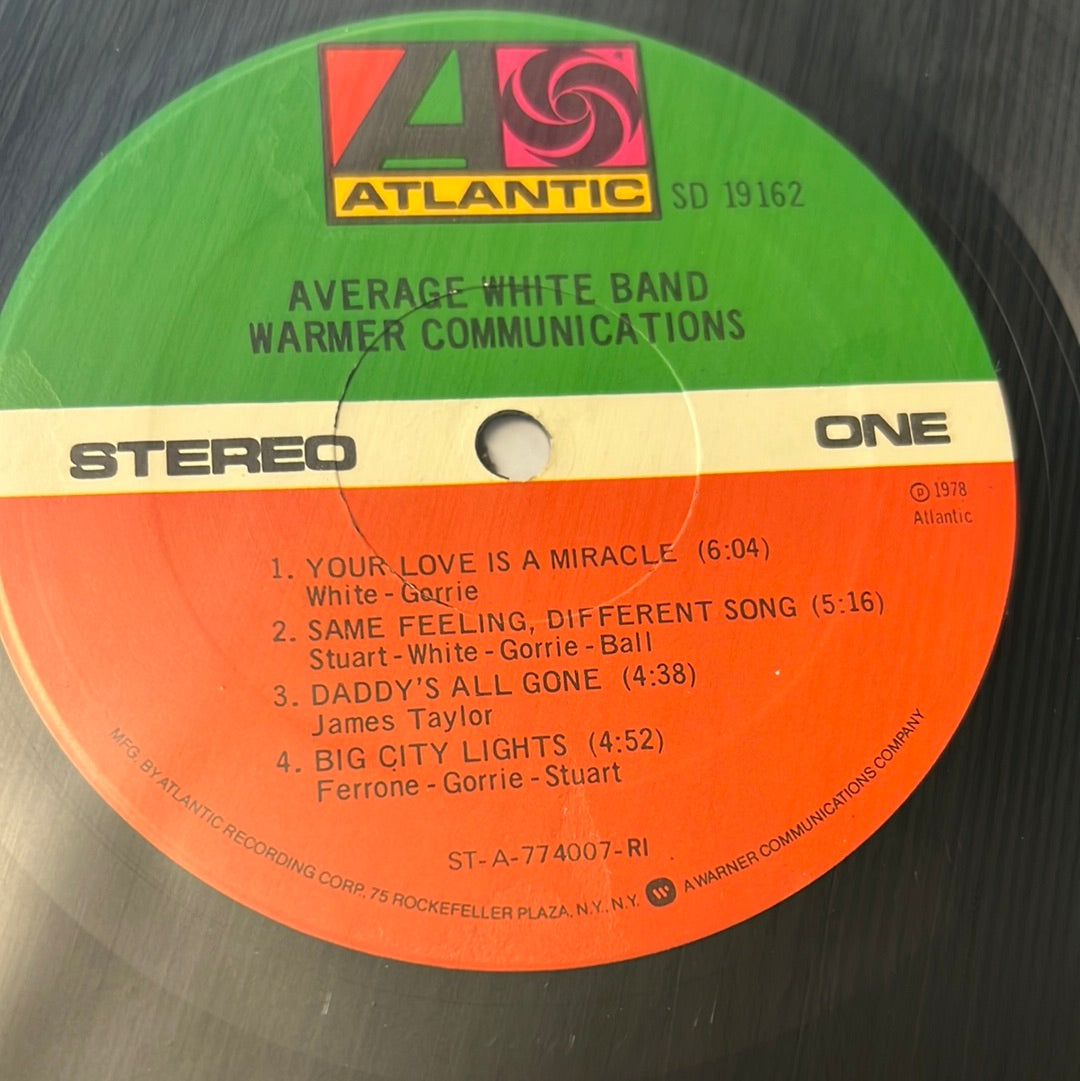 ATLANTIC SD 19162
AVERAGE WHITE BAND
WARMER COMMUNICATIONS
STEREO ONE
℗ 1978
Atlantic
1. YOUR LOVE IS A MIRACLE (6:04)
White - Gorrie
2. SAME FEELING, DIFFERENT SONG (5:16)
Stuart - White - Gorrie - Ball
3. DADDY'S ALL GONE (4:38)
James Taylor
4. BIG CITY LIGHTS (4:52)
Ferrone - Gorrie - Stuart
ST-A-774007-RI
MFG. BY ATLANTIC RECORDING CORP., 75 ROCKEFELLER PLAZA, N.Y., N.Y. A WARNER COMMUNICATIONS COMPANY